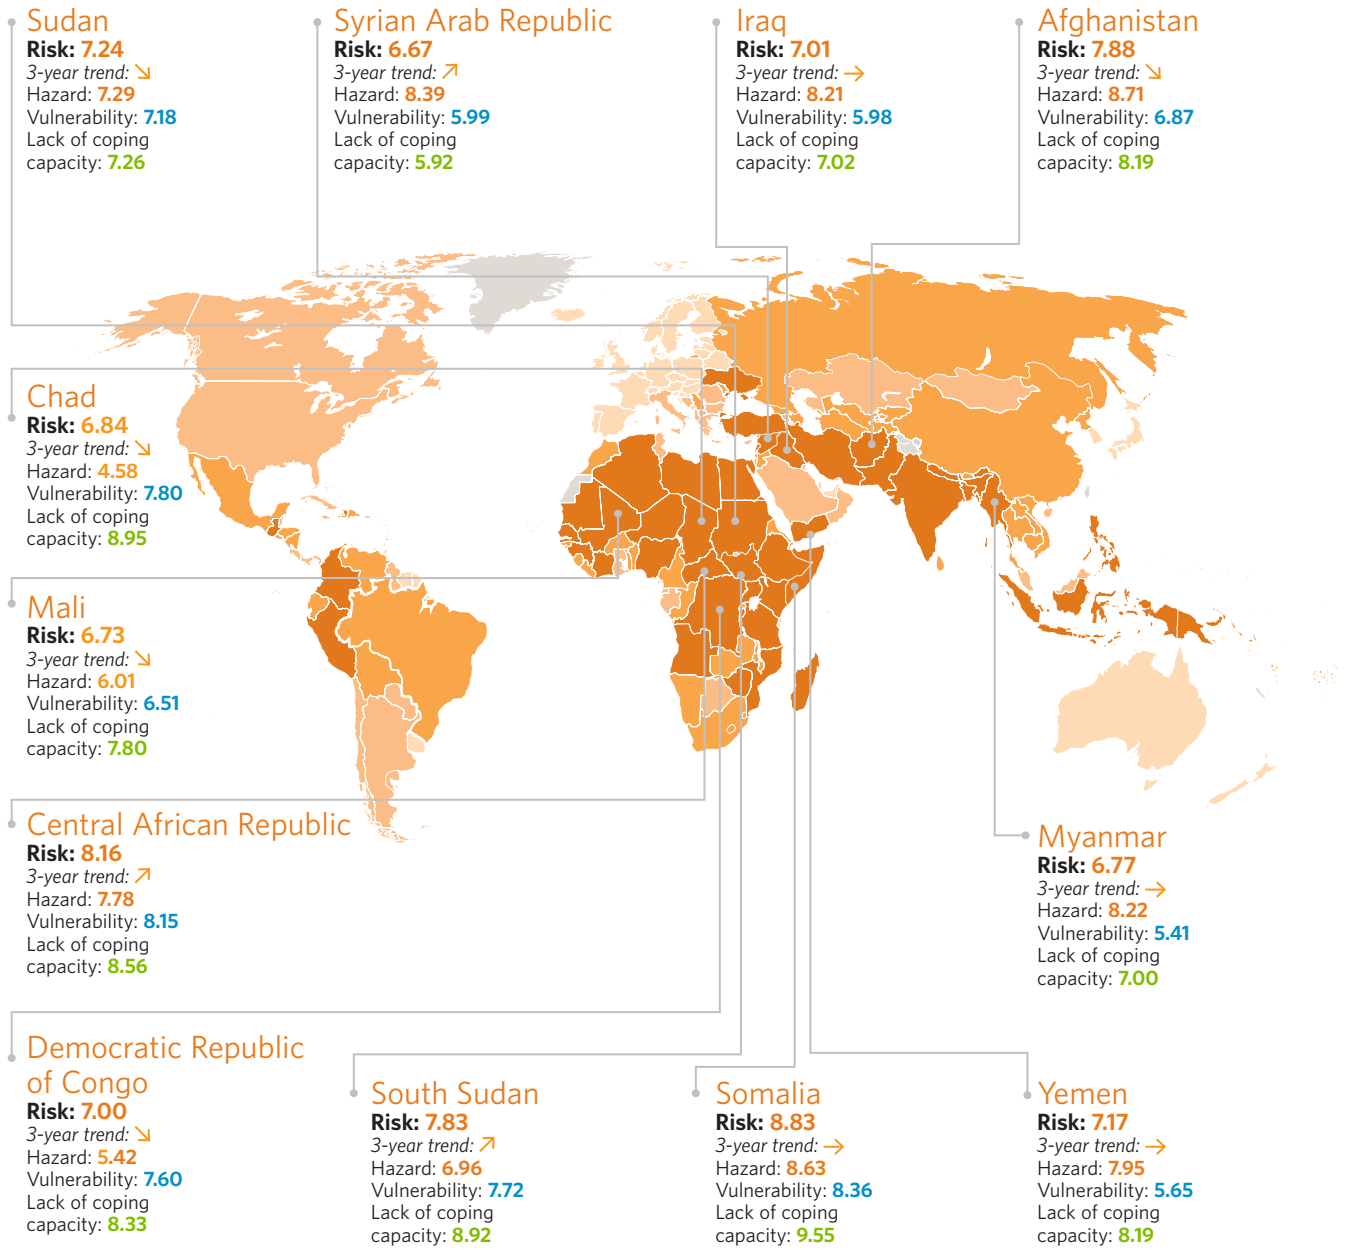 Sudan
Risk: 7.24
3-year trend: ↘
Hazard: 7.29
Vulnerability: 7.18
Lack of coping
capacity: 7.26
Syrian Arab Republic
Risk: 6.67
3-year trend: ↗
Hazard: 8.39
Vulnerability: 5.99
Lack of coping
capacity: 5.92
Iraq
Risk: 7.01
3-year trend: →
Hazard: 8.21
Vulnerability: 5.98
Lack of coping
capacity: 7.02
Afghanistan
Risk: 7.88
3-year trend: ↘
Hazard: 8.71
Vulnerability: 6.87
Lack of coping
capacity: 8.19
Chad
Risk: 6.84
3-year trend: ↘
Hazard: 4.58
Vulnerability: 7.80
Lack of coping
capacity: 8.95
Mali
Risk: 6.73
3-year trend: ↘
Hazard: 6.01
Vulnerability: 6.51
Lack of coping
capacity: 7.80
Central African Republic
Risk: 8.16
3-year trend: ↗
Hazard: 7.78
Vulnerability: 8.15
Lack of coping
capacity: 8.56
Myanmar
Risk: 6.77
3-year trend: →
Hazard: 8.22
Vulnerability: 5.41
Lack of coping
capacity: 7.00
Democratic Republic
of Congo
Risk: 7.00
3-year trend: ↘
Hazard: 5.42
Vulnerability: 7.60
Lack of coping
capacity: 8.33
South Sudan
Risk: 7.83
3-year trend: ↗
Hazard: 6.96
Vulnerability: 7.72
Lack of coping
capacity: 8.92
Somalia
Risk: 8.83
3-year trend: →
Hazard: 8.63
Vulnerability: 8.36
Lack of coping
capacity: 9.55
Yemen
Risk: 7.17
3-year trend: →
Hazard: 7.95
Vulnerability: 5.65
Lack of coping
capacity: 8.19